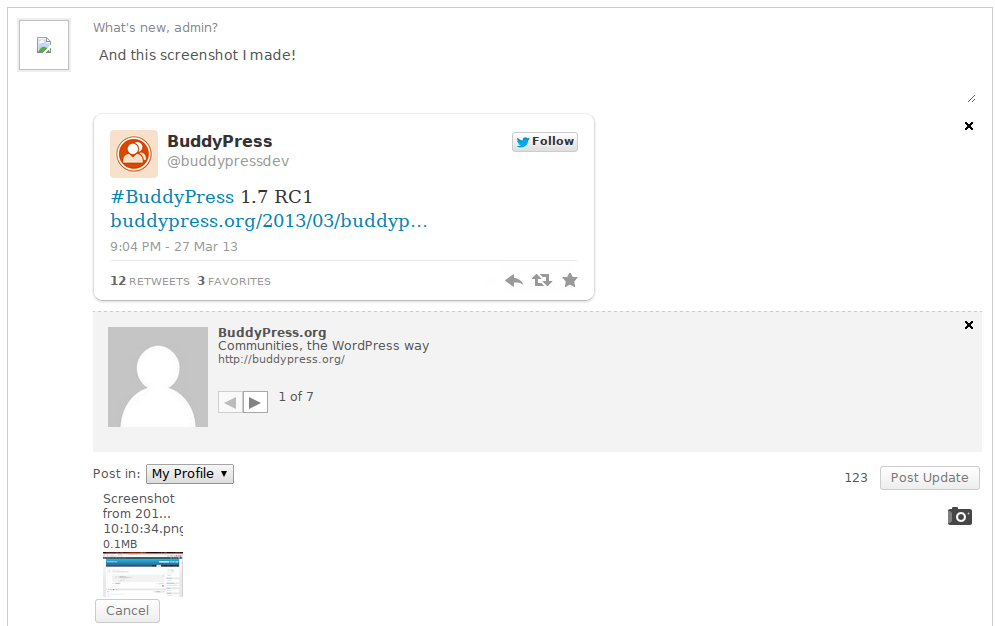 What's new, admin?
And this screenshot I made!
BuddyPress
@buddypressdev
Follow
#BuddyPress 1.7 RC1
buddypress.org/2013/03/buddyp…
9:04 PM - 27 Mar 13
12 RETWEETS 3 FAVORITES
BuddyPress.org
Communities, the WordPress way
http://buddypress.org/
1 of 7
Post in: My Profile
123 Post Update
Screenshot
from 201...
10:10:34.png
0.1MB
Cancel